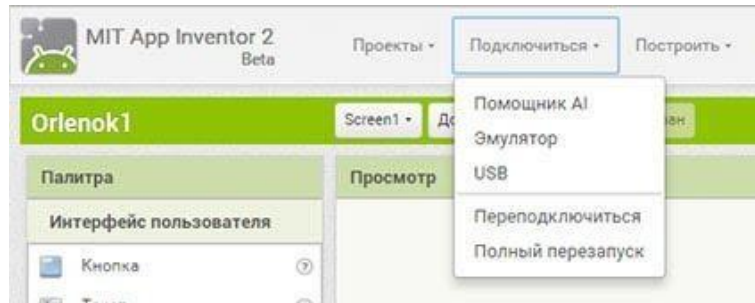 MIT App Inventor 2
Beta
Проекты
Подключиться
Построить
Orlenok1
Screen1
Помощник AI
Эмулятор
USB
Переподключиться
Полный перезапуск
Палитра
Просмотр
Интерфейс пользователя
Кнопка